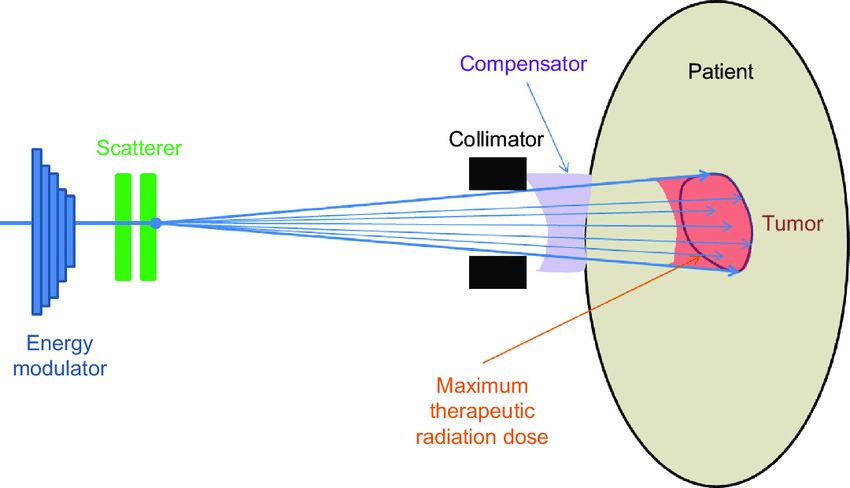 Compensator
Patient
Collimator
Scatterer
Tumor
Energy
modulator
Maximum
therapeutic
radiation dose